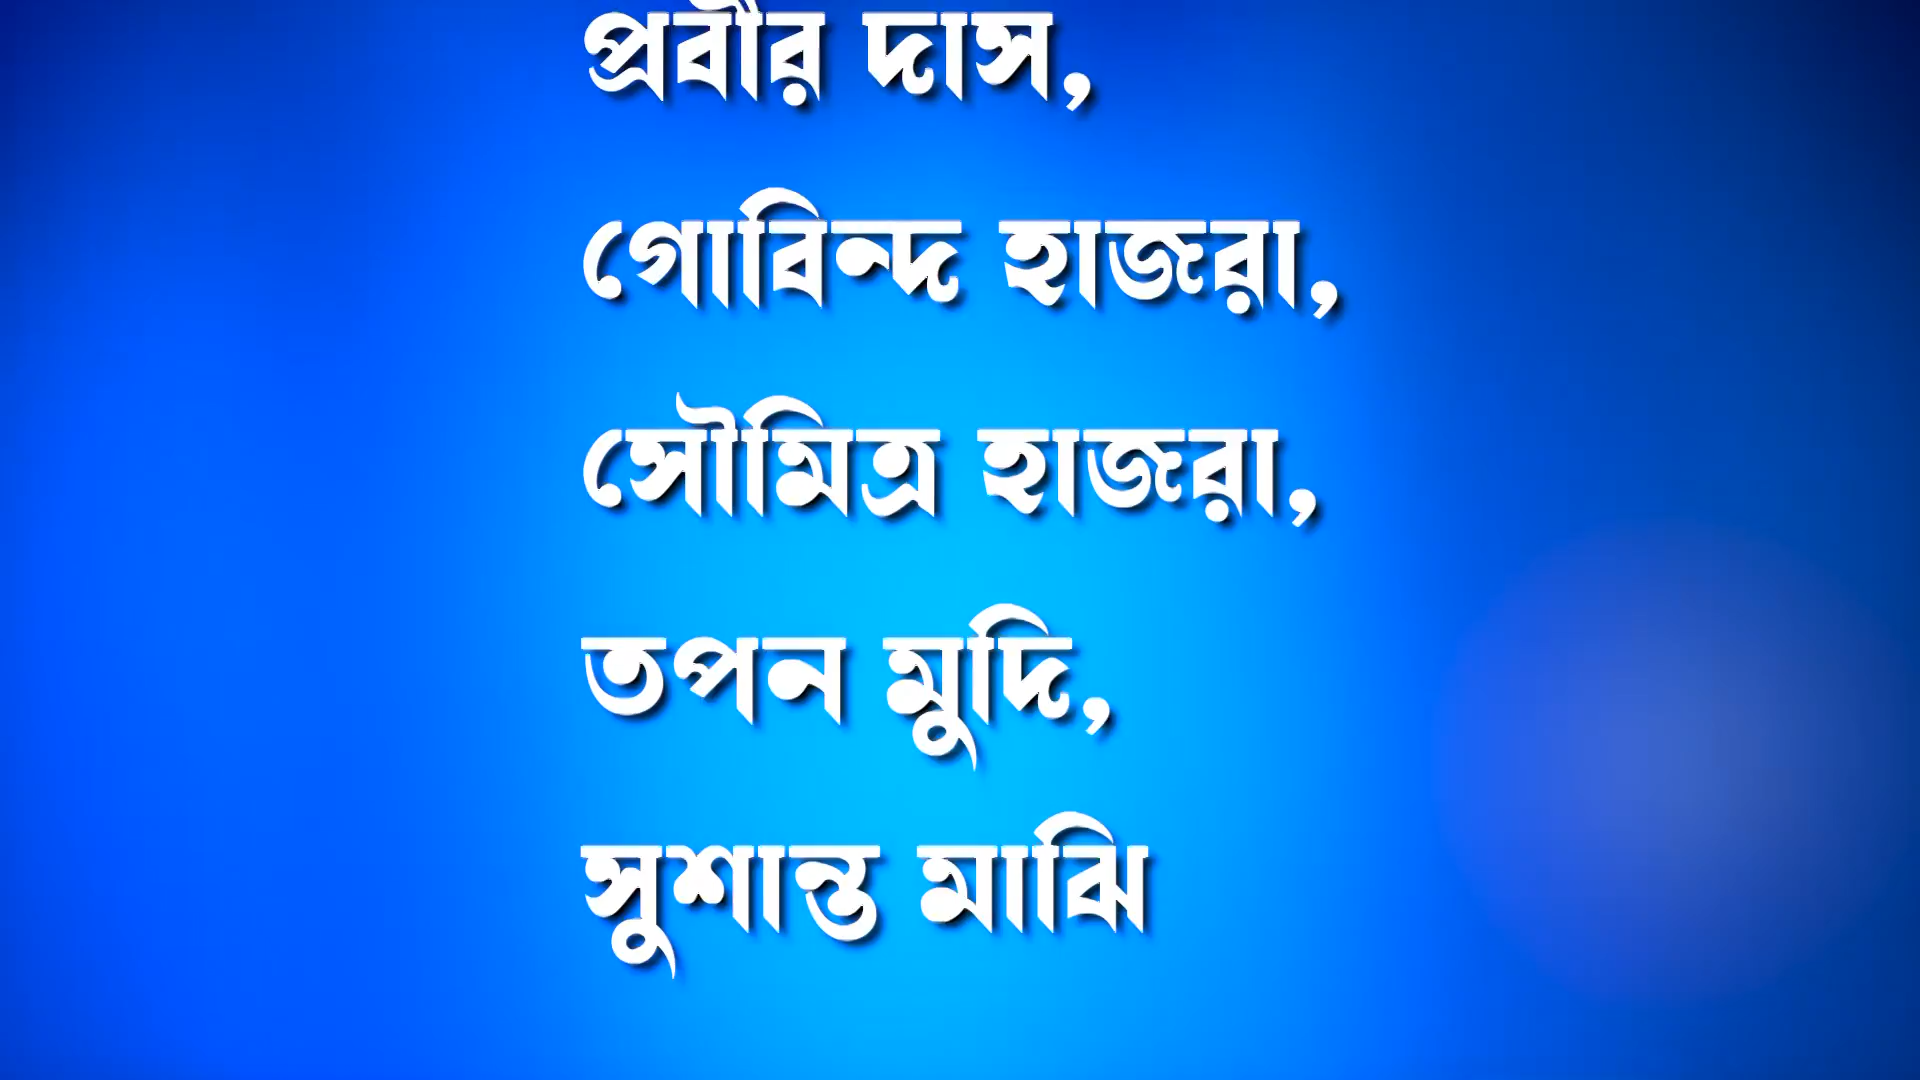 প্রবীর দাস,
গোবিন্দ হাজরা,
সৌমিত্র হাজরা,
তপন মুদি,
সুশান্ত মাঝি